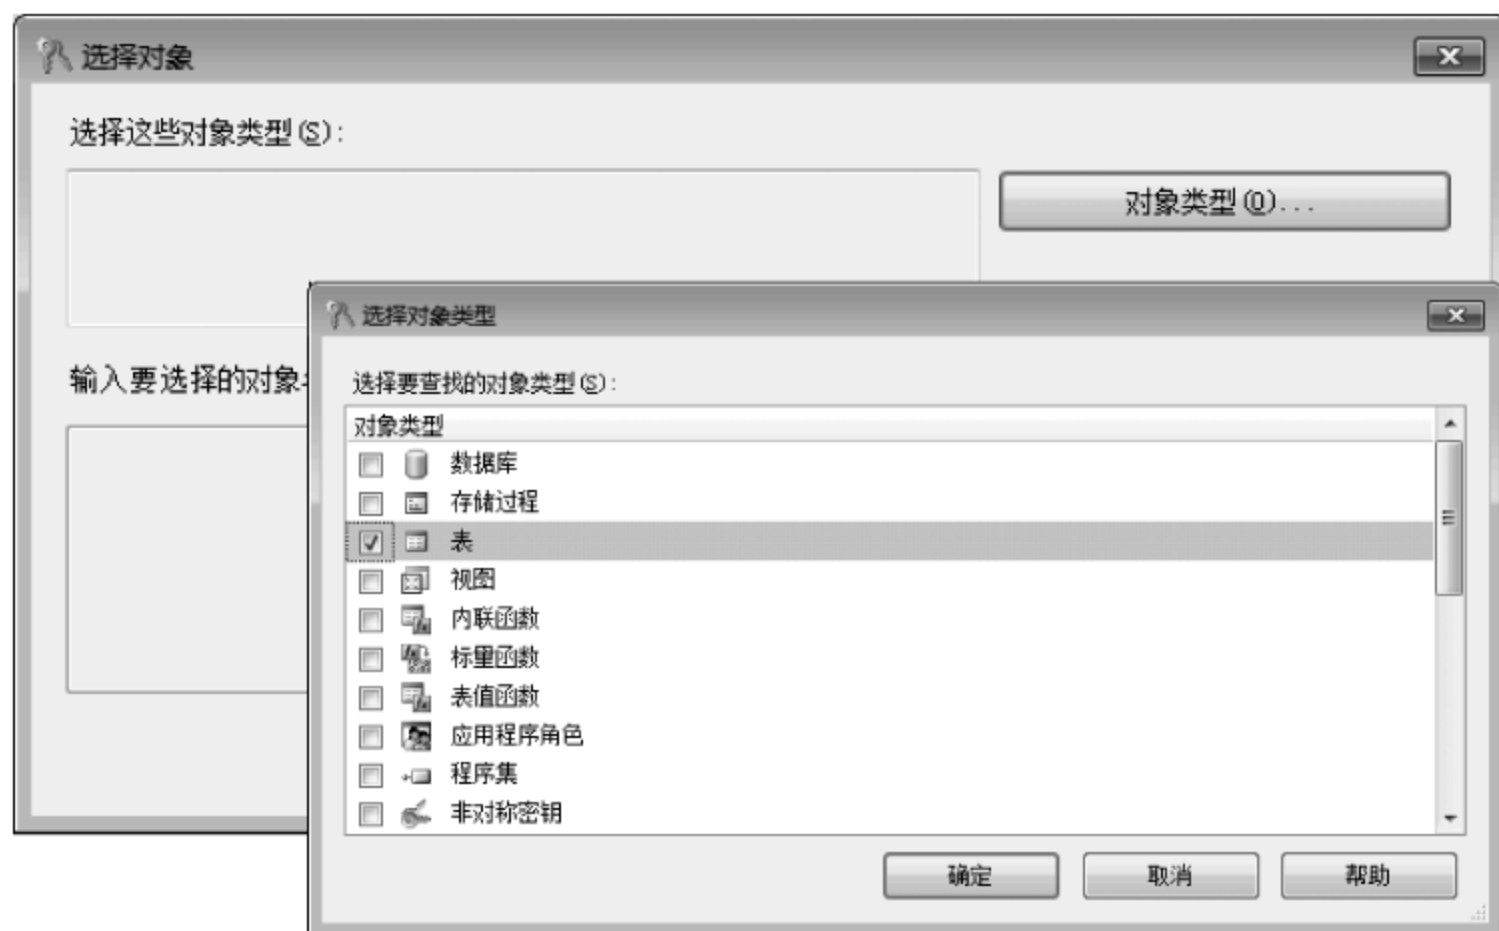 选择对象
选择这些对象类型(S):
对象类型(O)...
输入要选择的对象
选择对象类型
选择要查找的对象类型(S):
对象类型
数据库
存储过程
表
视图
内联函数
标量函数
表值函数
应用程序角色
程序集
非对称密钥
确定
取消
帮助